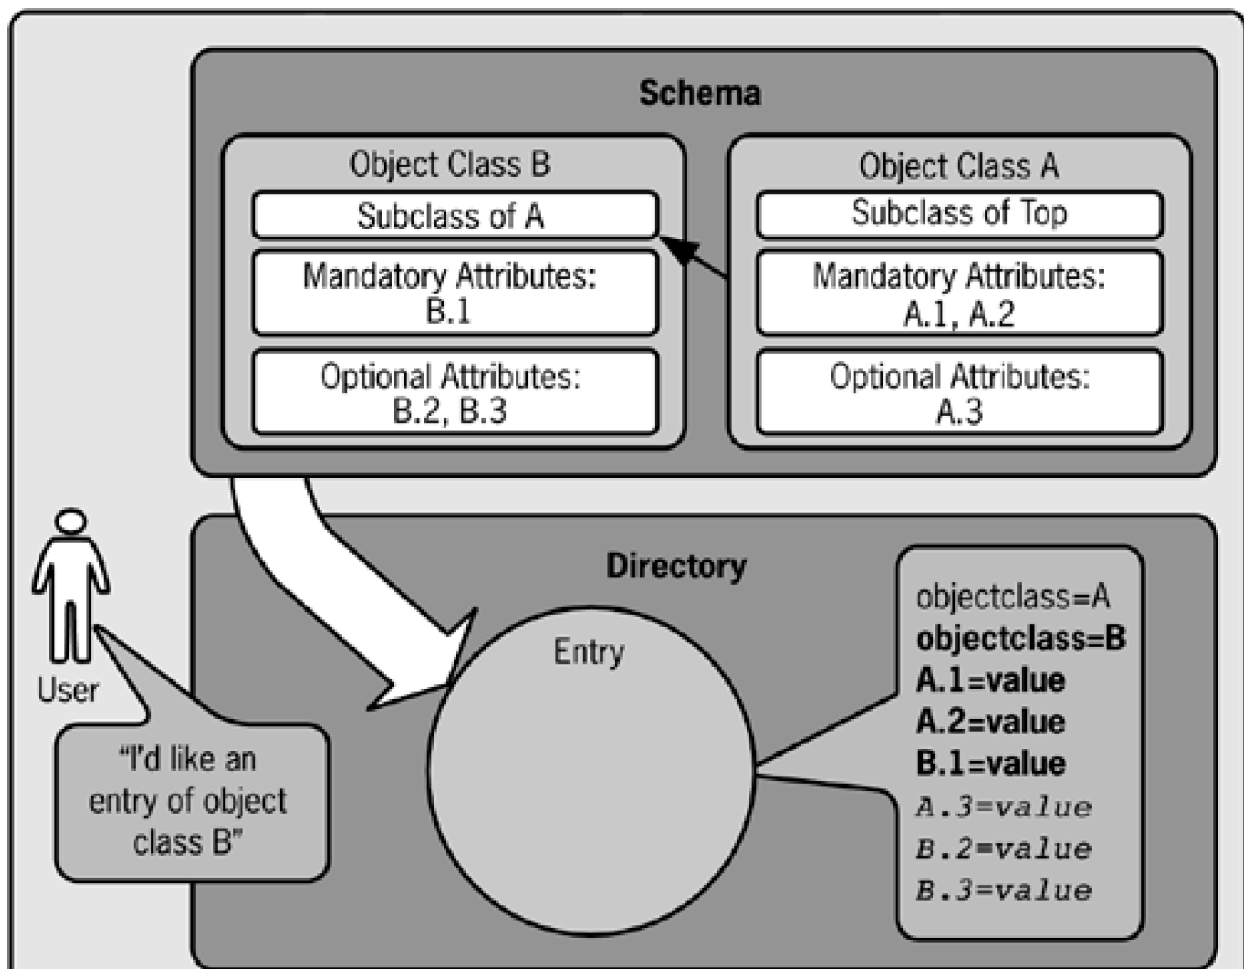 Schema
Object Class B
Subclass of A
Mandatory Attributes:
B.1
Optional Attributes:
B.2, B.3
Object Class A
Subclass of Top
Mandatory Attributes:
A.1, A.2
Optional Attributes:
A.3
User
“I’d like an
entry of object
class B”
Directory
Entry
objectclass=A
objectclass=B
A.1=value
A.2=value
B.1=value
A.3=value
B.2=value
B.3=value